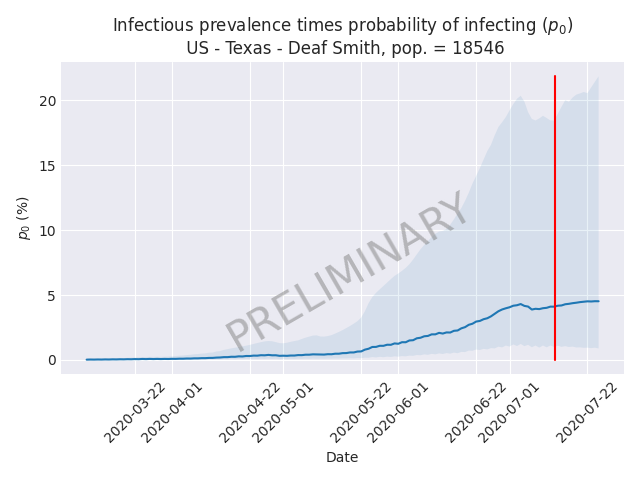 Infectious prevalence times probability of infecting (p₀)
US - Texas - Deaf Smith, pop. = 18546
20
15
10
5
0
p₀ (%)
PRELIMINARY
2020-03-22
2020-04-01
2020-04-22
2020-05-01
2020-05-22
2020-06-01
2020-06-22
2020-07-01
2020-07-22
Date